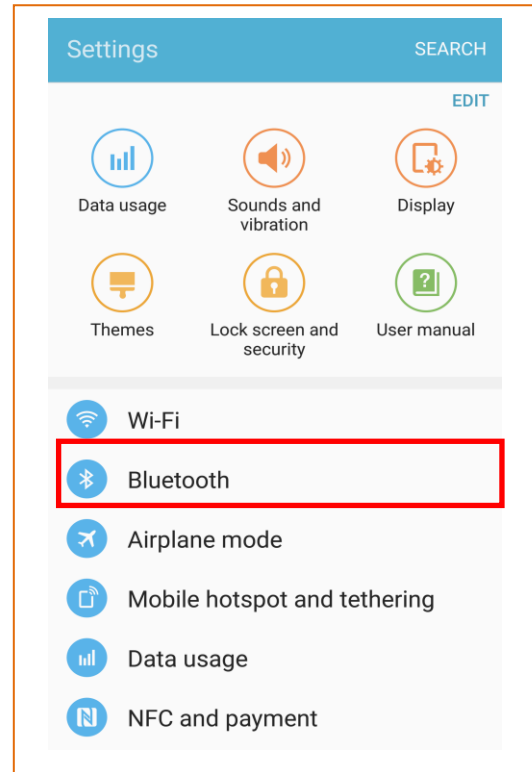 Settings SEARCH
EDIT
Data usage
Sounds and
vibration
Display
Themes
Lock screen and
security
User manual
Wi-Fi
Bluetooth
Airplane mode
Mobile hotspot and tethering
Data usage
NFC and payment